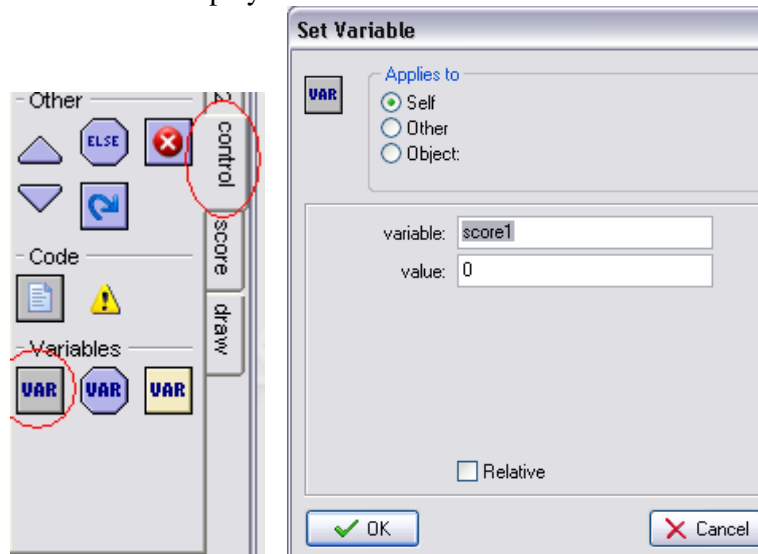 Other
ELSE
Code
Variables
VAR
VAR
VAR
control
score
draw
Set Variable
VAR
Applies to
Self
Other
Object:
variable: score1
value: 0
Relative
OK
Cancel